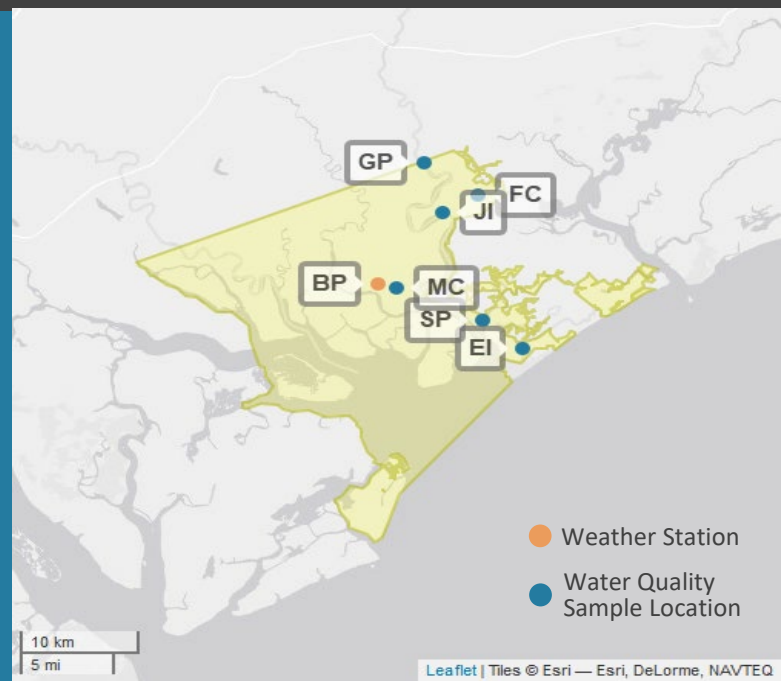 GP
FC
JI
BP
MC
SP
EI
Weather Station
Water Quality
Sample Location
10 km
5 mi
Leaflet | Tiles © Esri — Esri, DeLorme, NAVTEQ